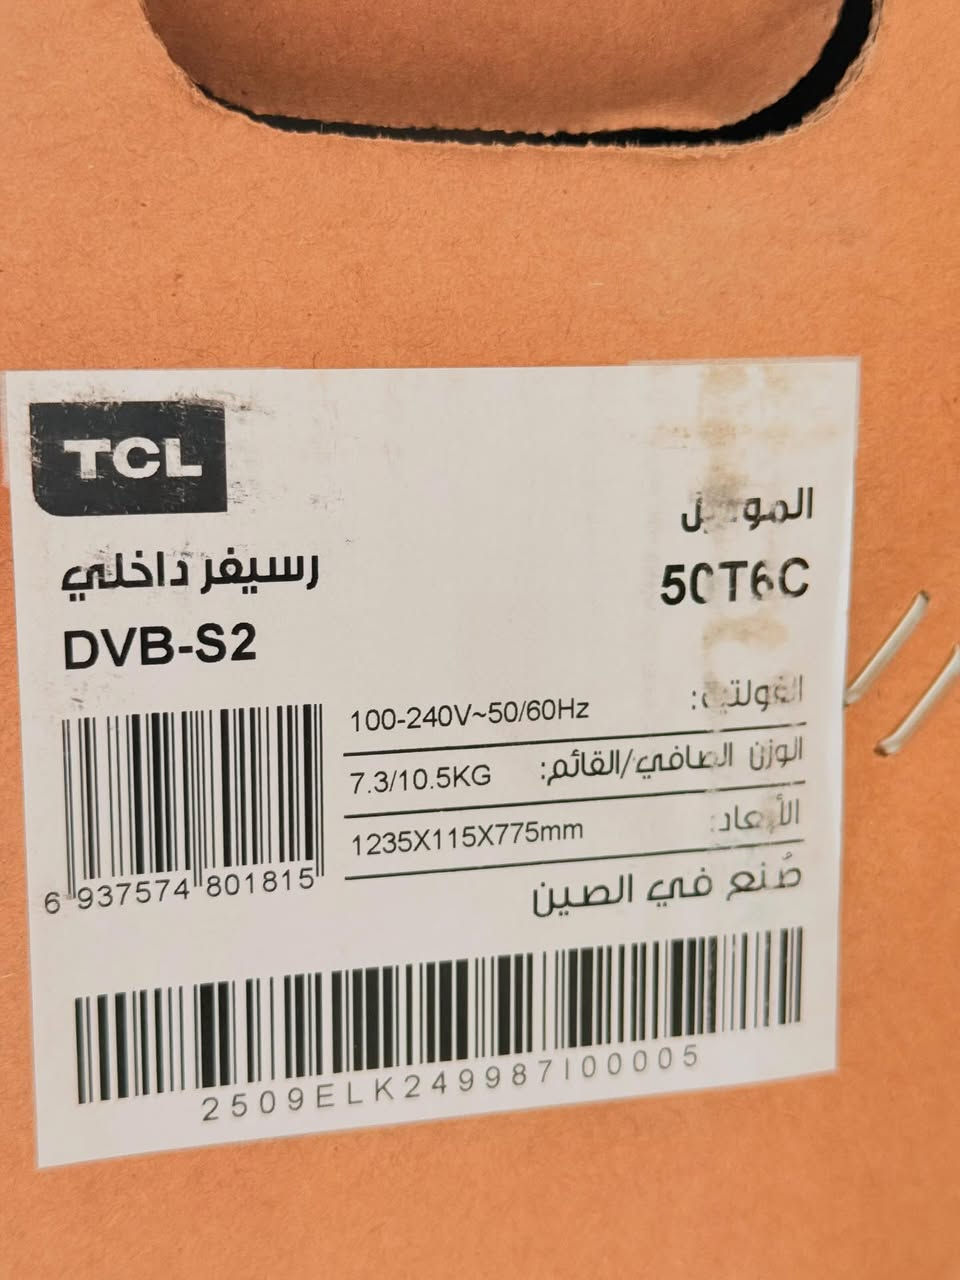 TCL
الموديل
رسيفر داخلي
50T6C
DVB-S2
الفولتية: 100-240V~50/60Hz
الوزن الصافي/القائم: 7.3/10.5KG
الأبعاد: 1235X115X775mm
صُنع في الصين
6 937574 801815
2509ELK249987I00005